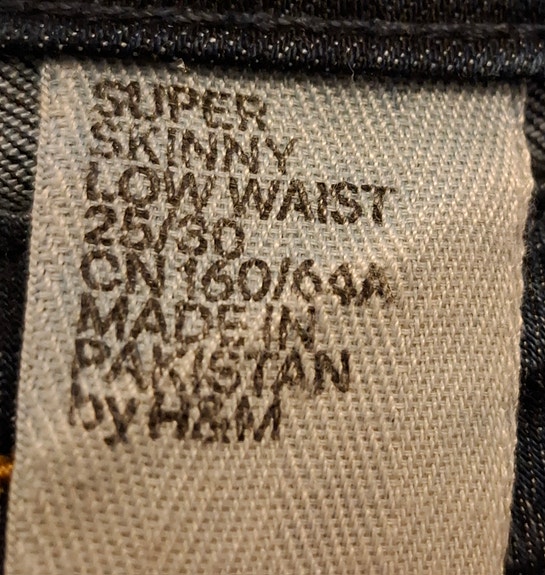 SUPER
SKINNY
LOW WAIST
25/30
CN 160/64A
MADE IN
PAKISTAN
by H&M